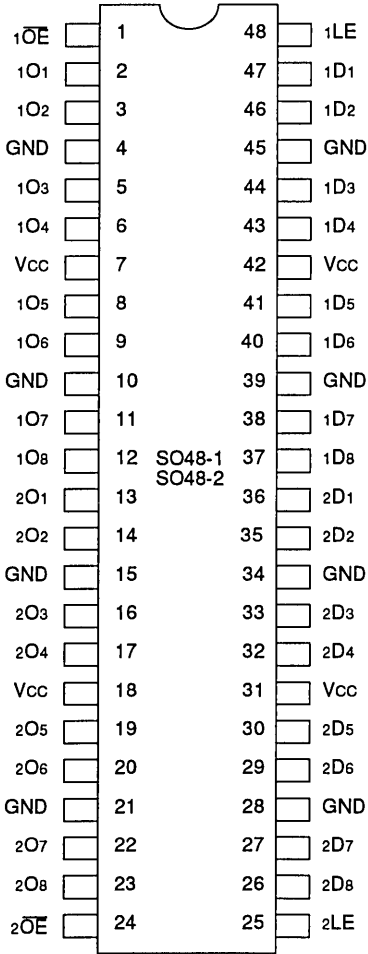 1O̅E̅ 1 48 1LE
1O1 2 47 1D1
1O2 3 46 1D2
GND 4 45 GND
1O3 5 44 1D3
1O4 6 43 1D4
Vcc 7 42 Vcc
1O5 8 41 1D5
1O6 9 40 1D6
GND 10 39 GND
1O7 11 38 1D7
1O8 12 SO48-1 37 1D8
SO48-2
2O1 13 36 2D1
2O2 14 35 2D2
GND 15 34 GND
2O3 16 33 2D3
2O4 17 32 2D4
Vcc 18 31 Vcc
2O5 19 30 2D5
2O6 20 29 2D6
GND 21 28 GND
2O7 22 27 2D7
2O8 23 26 2D8
2O̅E̅ 24 25 2LE